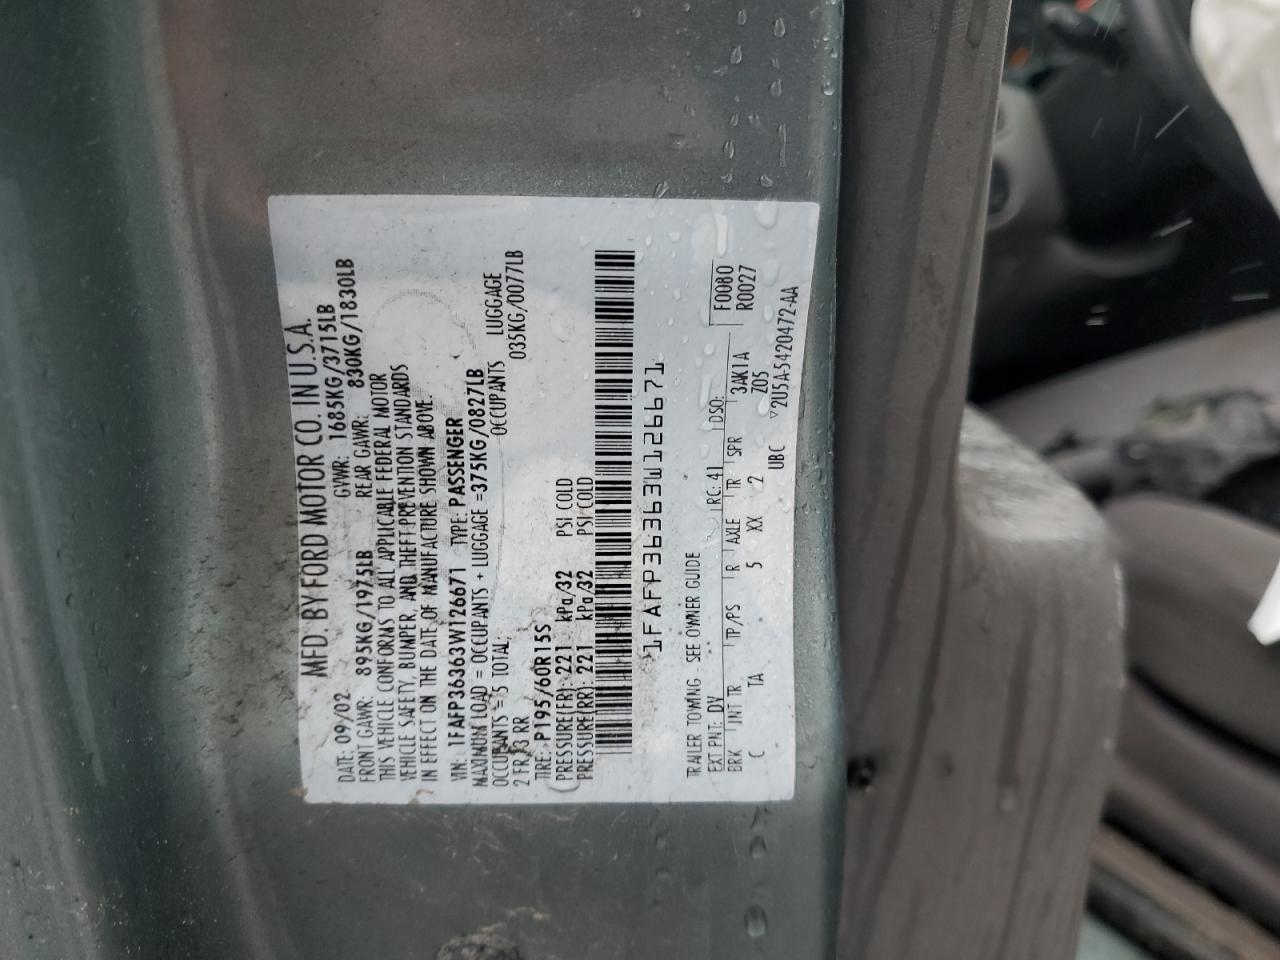 MFD. BY FORD MOTOR CO. IN U.S.A.
DATE: 09/02 GVWR: 1685KG/3715LB
FRONT GAWR: 895KG/1975LB REAR GAWR: 830KG/1830LB
THIS VEHICLE CONFORMS TO ALL APPLICABLE FEDERAL MOTOR
VEHICLE SAFETY, BUMPER, AND THEFT PREVENTION STANDARDS
IN EFFECT ON THE DATE OF MANUFACTURE SHOWN ABOVE.
VIN: 1FAFP36363W126671 TYPE: PASSENGER
MAXIMUM LOAD = OCCUPANTS + LUGGAGE =375KG/0827LB
OCCUPANTS = 5 TOTAL; OCCUPANTS LUGGAGE
2 FR/3 RR 035KG/0077LB
TIRE: P195/60R15S
PRESSURE(FR): 221 kPa/32 PSI COLD
PRESSURE(RR): 221 kPa/32 PSI COLD
1FAFP36363W126671
TRAILER TOWING SEE OWNER GUIDE
EXT PNT: DV RC: 41 DSO: F00B0
BRK INT TR TP/PS R AXLE TR SPR 3AK1A R0027
C TA 5 XX 2 Z05
UBC 2U5A-5420472-AA